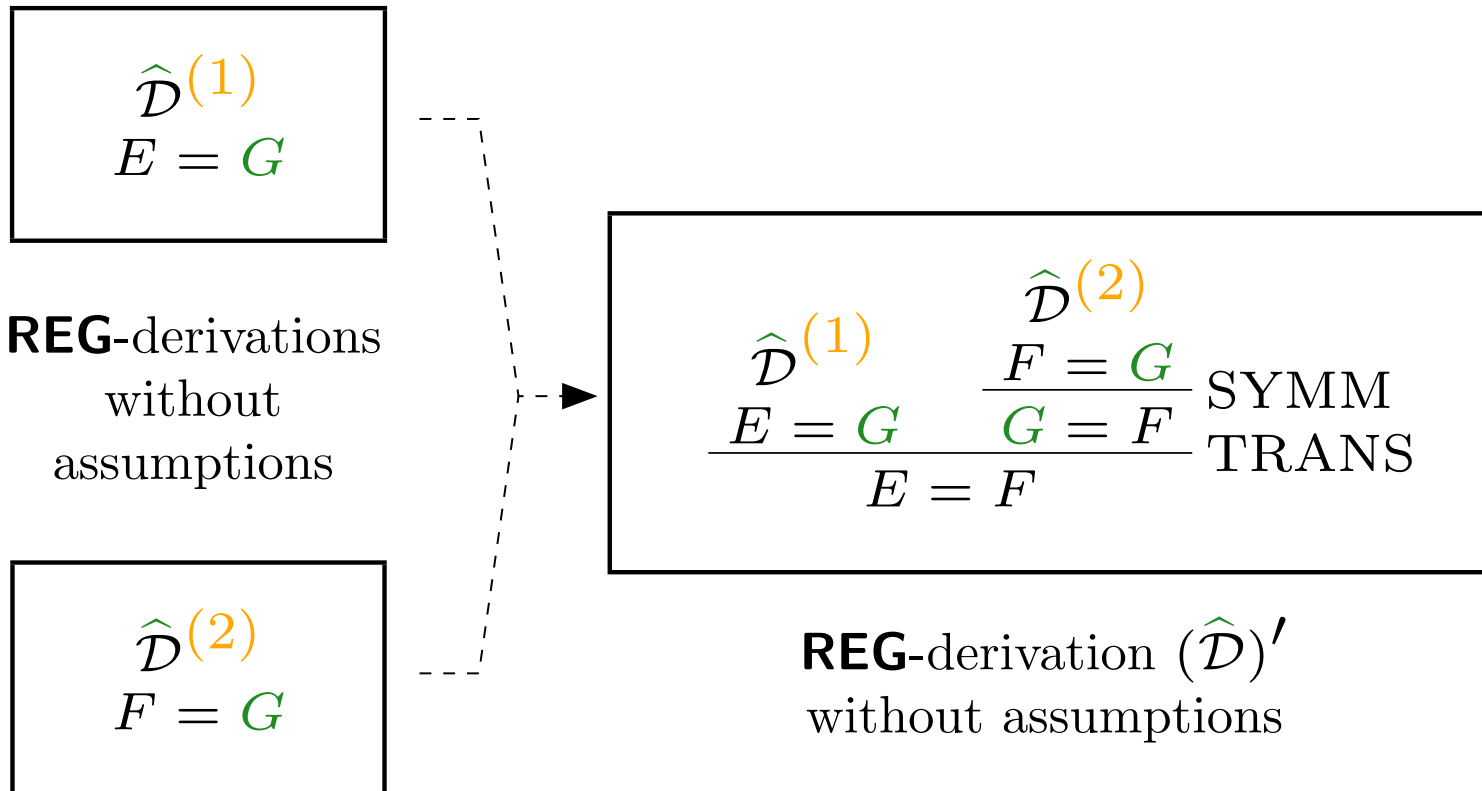 𝒟̂^(1)
E = G
REG-derivations
without
assumptions
𝒟̂^(2)
F = G
𝒟̂^(2)
𝒟̂^(1)
F = G
SYMM
E = G
G = F
TRANS
E = F
REG-derivation (𝒟̂)′
without assumptions